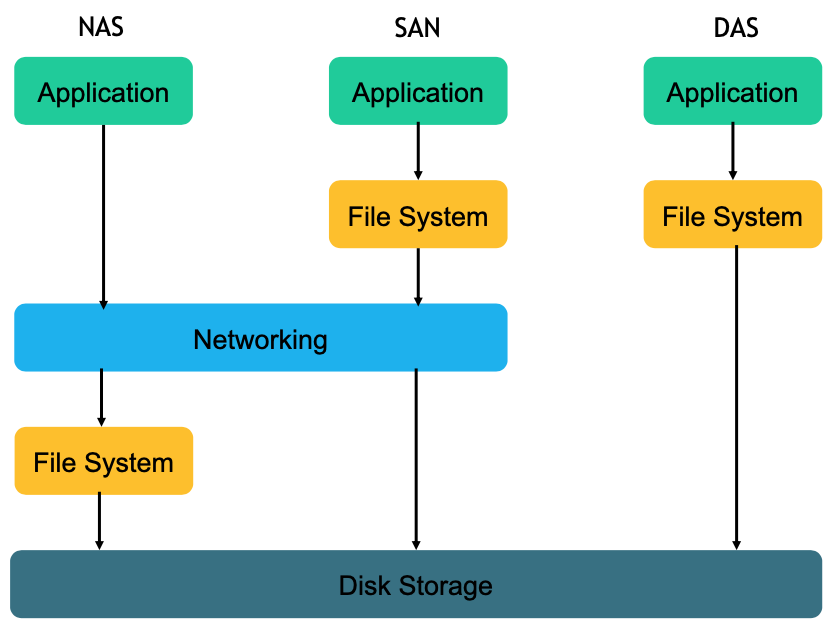 NAS
SAN
DAS
Application
Application
Application
File System
File System
Networking
File System
Disk Storage